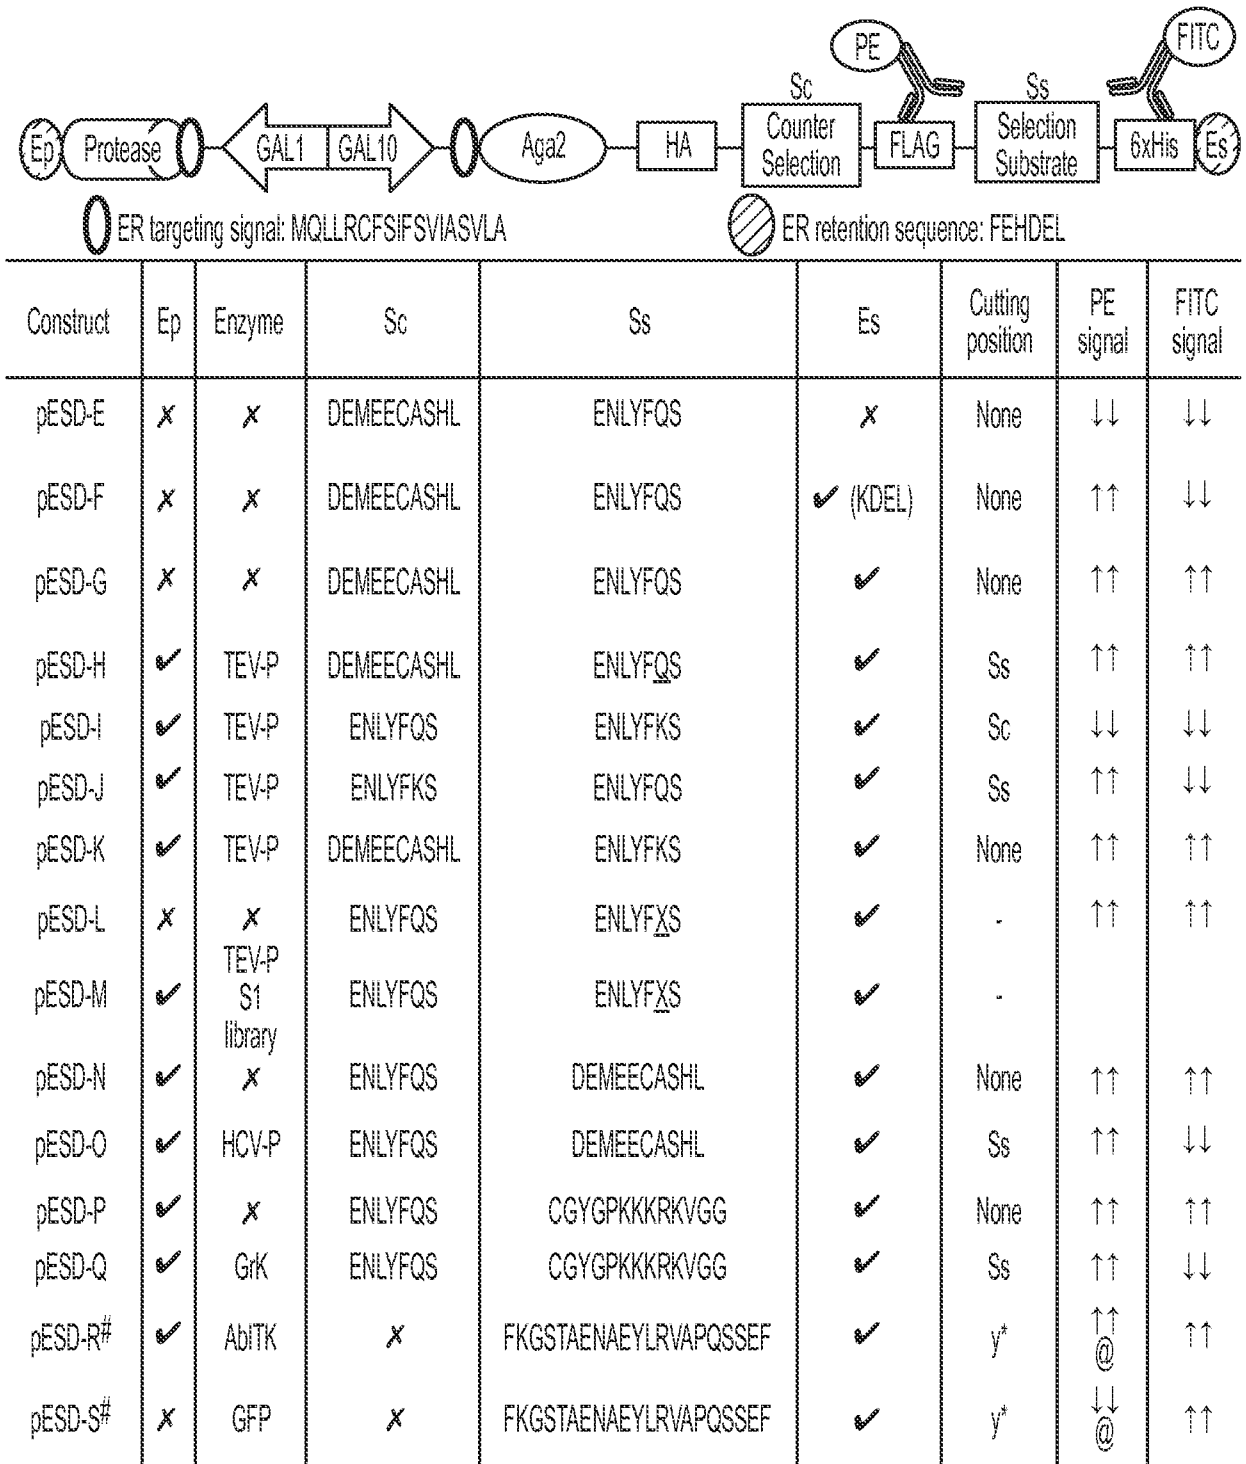 PE
FITC
Sc
Ss
Ep
Protease
GAL1
GAL10
Aga2
HA
Counter
Selection
FLAG
Selection
Substrate
6xHis
Es
ER targeting signal: MQLLRCFSIFSVIASVLA
ER retention sequence: FEHDEL
Construct Ep Enzyme Sc Ss Es Cutting position PE signal FITC signal
pESD-E ✗ ✗ DEMEECASHL ENLYFQS ✗ None ↓↓ ↓↓
pESD-F ✗ ✗ DEMEECASHL ENLYFQS ✔ (KDEL) None ↑↑ ↓↓
pESD-G ✗ ✗ DEMEECASHL ENLYFQS ✔ None ↑↑ ↑↑
pESD-H ✔ TEV-P DEMEECASHL ENLYFQS ✔ Ss ↑↑ ↑↑
pESD-I ✔ TEV-P ENLYFQS ENLYFKS ✔ Sc ↓↓ ↓↓
pESD-J ✔ TEV-P ENLYFKS ENLYFQS ✔ Ss ↑↑ ↓↓
pESD-K ✔ TEV-P DEMEECASHL ENLYFKS ✔ None ↑↑ ↑↑
pESD-L ✗ ✗ ENLYFQS ENLYFXS ✔ - ↑↑ ↑↑
pESD-M ✔ TEV-P S1 library ENLYFQS ENLYFXS ✔ -
pESD-N ✔ ✗ ENLYFQS DEMEECASHL ✔ None ↑↑ ↑↑
pESD-O ✔ HCV-P ENLYFQS DEMEECASHL ✔ Ss ↑↑ ↓↓
pESD-P ✔ ✗ ENLYFQS CGYGPKKKRKVGG ✔ None ↑↑ ↑↑
pESD-Q ✔ GrK ENLYFQS CGYGPKKKRKVGG ✔ Ss ↑↑ ↓↓
pESD-R# ✔ AblTK ✗ FKGSTAENAEYLRVAPQSSEF ✔ y* ↑↑ @ ↑↑
pESD-S# ✗ GFP ✗ FKGSTAENAEYLRVAPQSSEF ✔ y* ↓↓ @ ↑↑